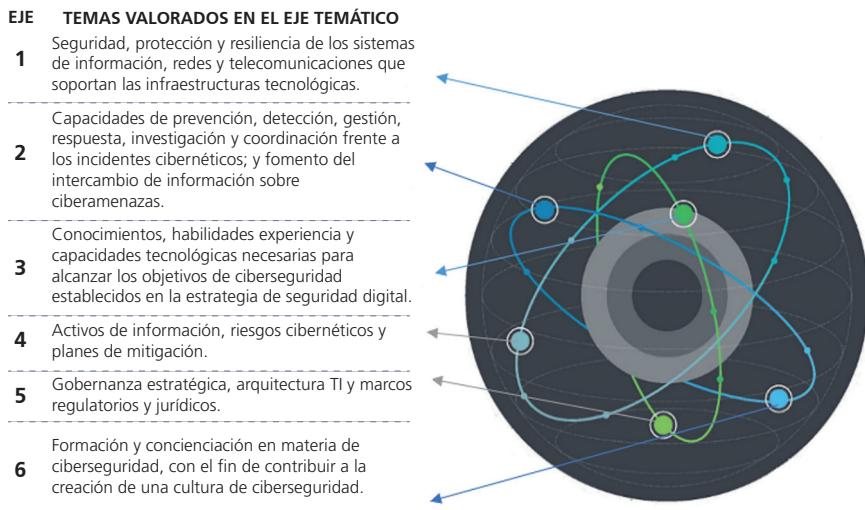 EJE TEMAS VALORADOS EN EL EJE TEMÁTICO
1 Seguridad, protección y resiliencia de los sistemas
de información, redes y telecomunicaciones que
soportan las infraestructuras tecnológicas.
2 Capacidades de prevención, detección, gestión,
respuesta, investigación y coordinación frente a
los incidentes cibernéticos; y fomento del
intercambio de información sobre
ciberamenazas.
3 Conocimientos, habilidades experiencia y
capacidades tecnológicas necesarias para
alcanzar los objetivos de ciberseguridad
establecidos en la estrategia de seguridad digital.
4 Activos de información, riesgos cibernéticos y
planes de mitigación.
5 Gobernanza estratégica, arquitectura TI y marcos
regulatorios y jurídicos.
6 Formación y concienciación en materia de
ciberseguridad, con el fin de contribuir a la
creación de una cultura de ciberseguridad.